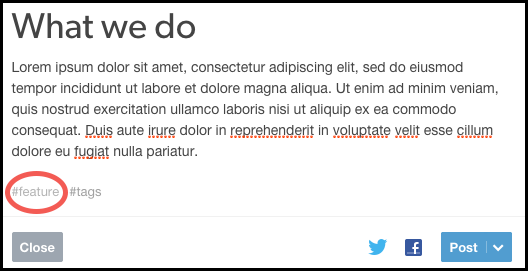 What we do
Lorem ipsum dolor sit amet, consectetur adipiscing elit, sed do eiusmod
tempor incididunt ut labore et dolore magna aliqua. Ut enim ad minim veniam,
quis nostrud exercitation ullamco laboris nisi ut aliquip ex ea commodo
consequat. Duis aute irure dolor in reprehenderit in voluptate velit esse cillum
dolore eu fugiat nulla pariatur.
#feature #tags
Close Post